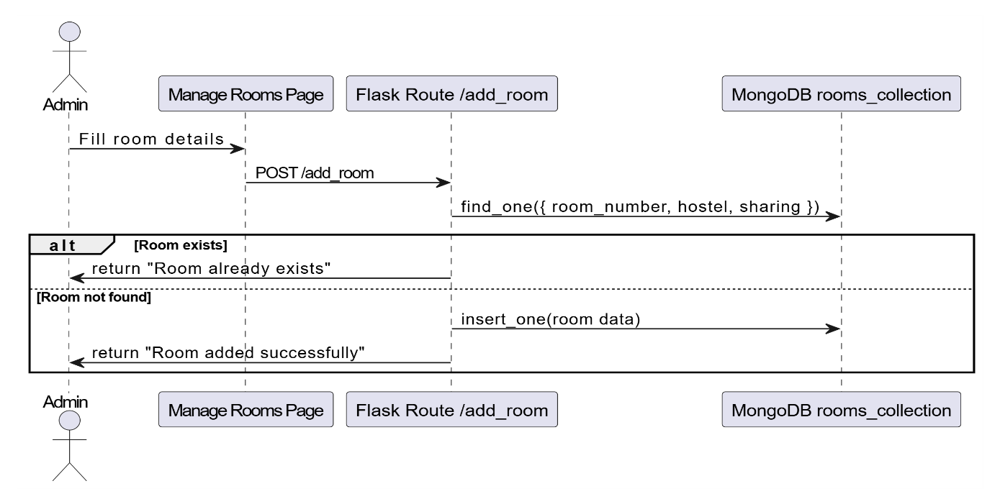 Admin
Manage Rooms Page
Flask Route /add_room
MongoDB rooms_collection
Fill room details
POST /add_room
find_one({ room_number, hostel, sharing })
alt
[Room exists]
return "Room already exists"
[Room not found]
insert_one(room data)
return "Room added successfully"
Admin
Manage Rooms Page
Flask Route /add_room
MongoDB rooms_collection